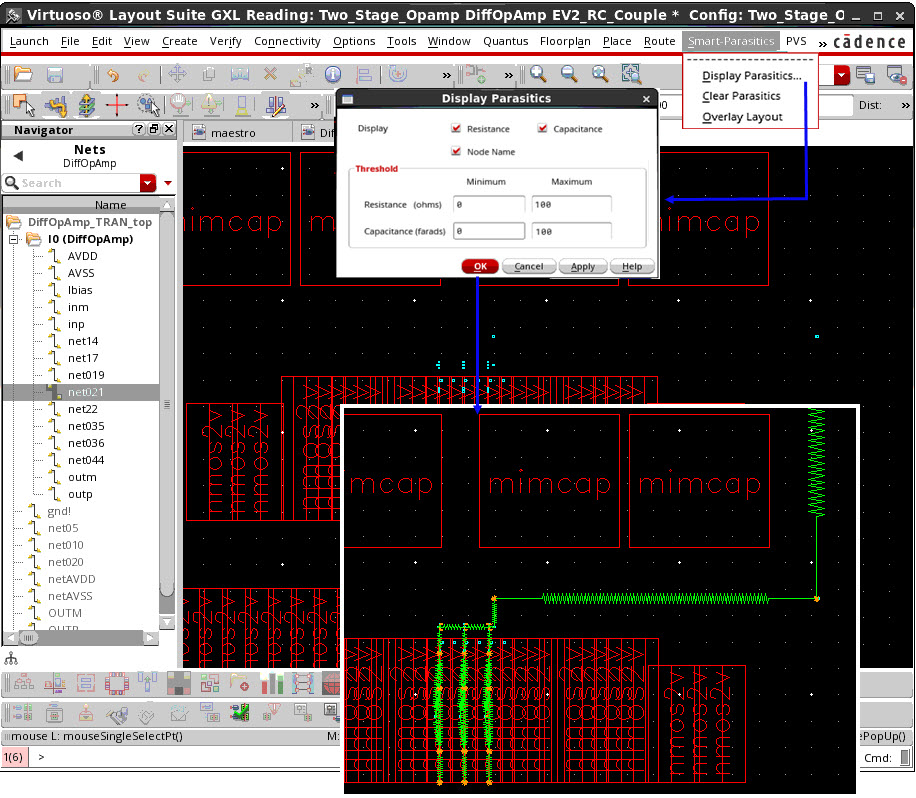 Virtuoso® Layout Suite GXL Reading: Two_Stage_Opamp DiffOpAmp EV2_RC_Couple * Config: Two_Stage_O
Launch File Edit View Create Verify Connectivity Options Tools Window Quantus Floorplan Place Route Smart-Parasitics PVS » cādence
Display Parasitics...
Clear Parasitics
Overlay Layout
» Dist: »
Navigator
maestro
Nets
DiffOpAmp
Search
Name
DiffOpAmp_TRAN_top
I0 (DiffOpAmp)
AVDD
AVSS
Ibias
inm
inp
net14
net17
net019
net021
net22
net035
net036
net044
outm
outp
gnd!
net05
net010
net020
netAVDD
netAVSS
OUTM
Display Parasitics
Display Resistance Capacitance
Node Name
Threshold
Minimum Maximum
Resistance (ohms) 0 100
Capacitance (farads) 0 100
OK Cancel Apply Help
mimcap
nmos2v
nmos2v
nmos2v
mcap mimcap mimcap
nmos2v
nmos2v
nmos2v
mouse L: mouseSingleSelectPt() M: ePopUp()
1(6) > Cmd: